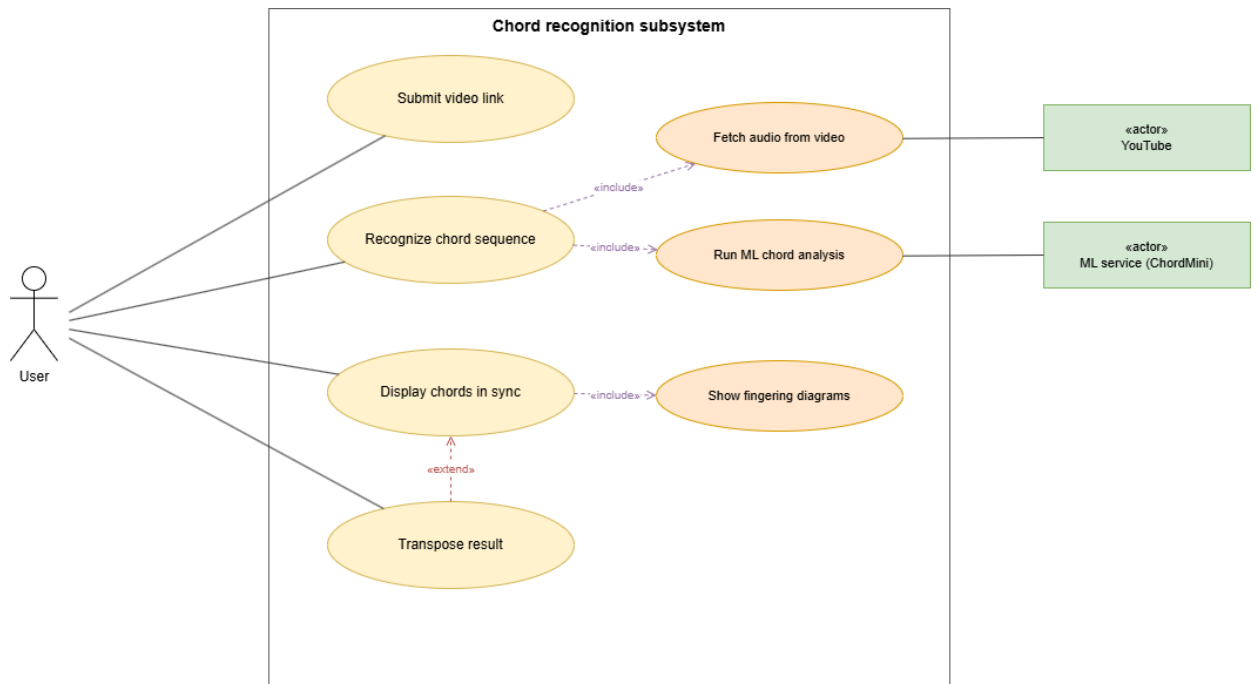 Chord recognition subsystem
Submit video link
Fetch audio from video
«actor»
YouTube
«include»
Recognize chord sequence
«include»
Run ML chord analysis
«actor»
ML service (ChordMini)
User
Display chords in sync
«include»
Show fingering diagrams
«extend»
Transpose result